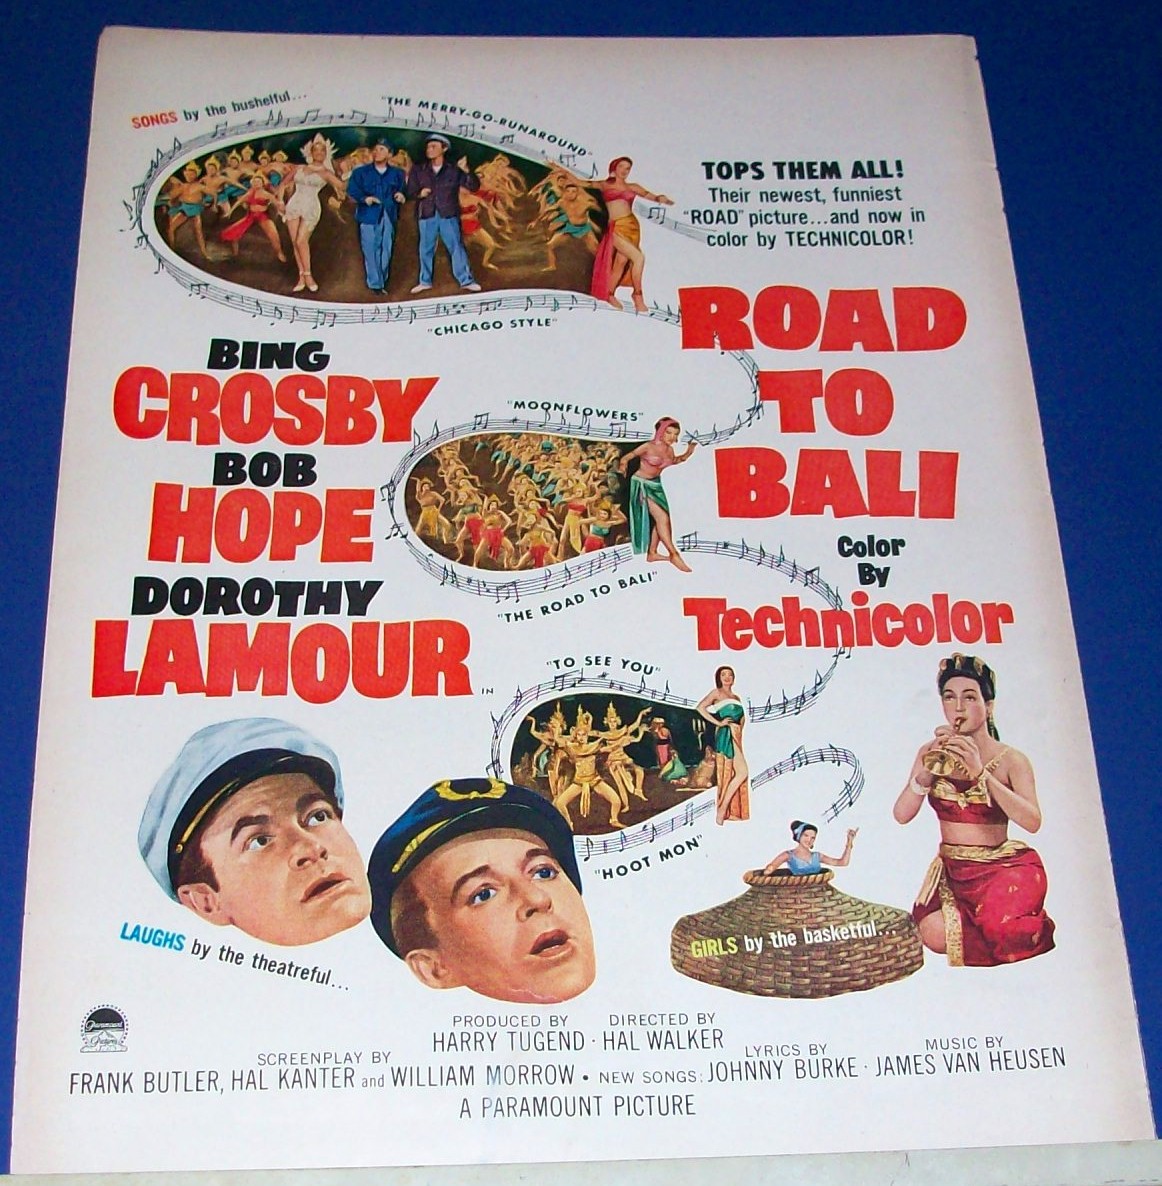 SONGS by the bushelful...
"THE MERRY-GO-RUNAROUND"
TOPS THEM ALL!
Their newest, funniest
"ROAD" picture...and now in
color by TECHNICOLOR!
"CHICAGO STYLE"
ROAD
TO
BALI
BING
CROSBY
BOB
HOPE
DOROTHY
LAMOUR
IN
"MOONFLOWERS"
"THE ROAD TO BALI"
Color
By
Technicolor
"TO SEE YOU"
"HOOT MON"
LAUGHS by the theatreful...
GIRLS by the basketful...
Paramount
Pictures
PRODUCED BY
HARRY TUGEND ·
DIRECTED BY
HAL WALKER
SCREENPLAY BY
FRANK BUTLER, HAL KANTER and WILLIAM MORROW •
NEW SONGS:
LYRICS BY
JOHNNY BURKE ·
MUSIC BY
JAMES VAN HEUSEN
A PARAMOUNT PICTURE